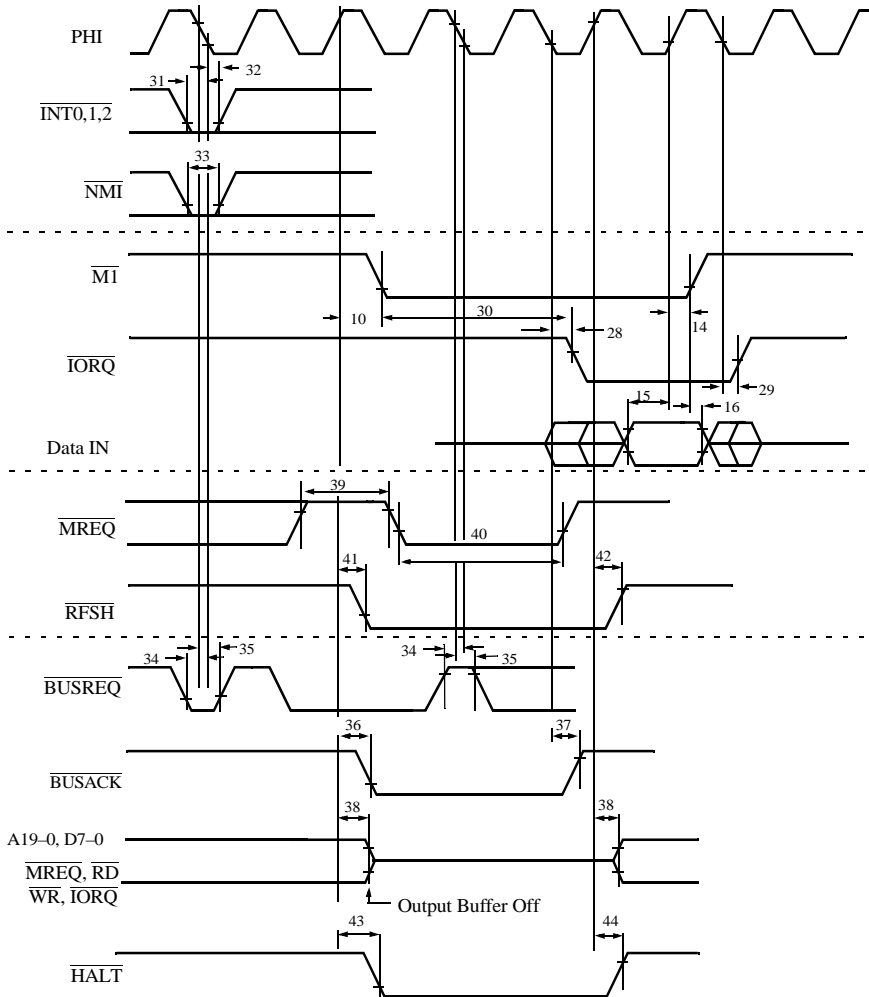 PHI
31
32
INT0,1,2
33
NMI
M1
10
30
28
14
IORQ
29
15
16
Data IN
39
MREQ
40
41
42
RFSH
34
35
34
35
BUSREQ
36
37
BUSACK
38
38
A19–0, D7–0
MREQ, RD
WR, IORQ
Output Buffer Off
43
44
HALT